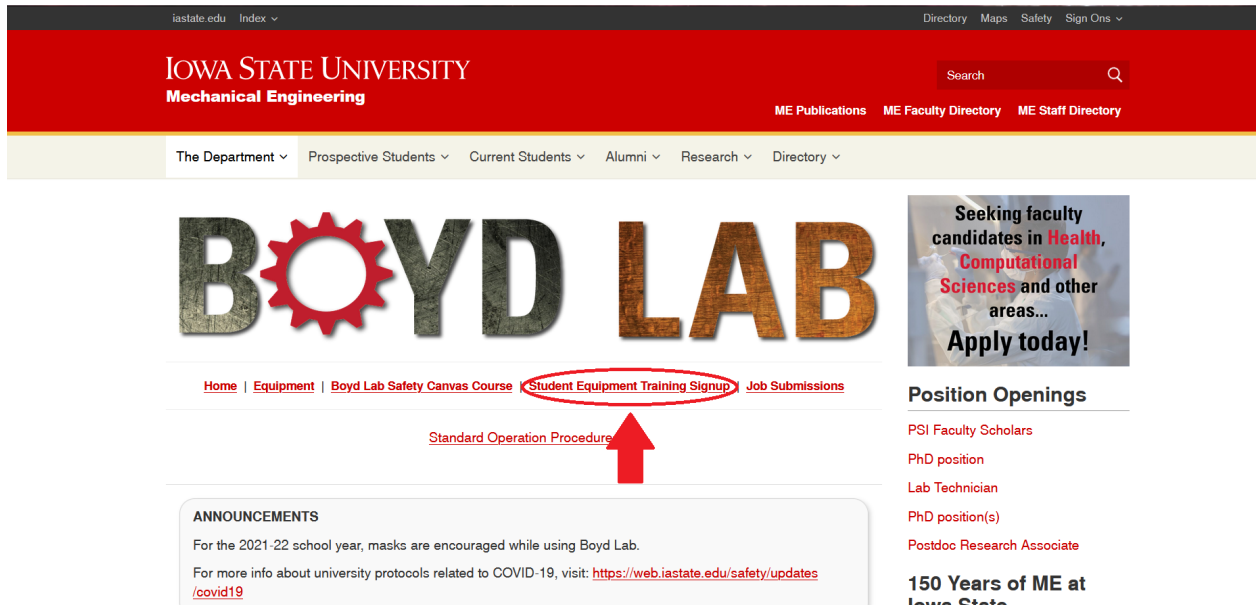 iastate.edu Index
Directory Maps Safety Sign Ons
IOWA STATE UNIVERSITY
Mechanical Engineering
Search
ME Publications ME Faculty Directory ME Staff Directory
The Department Prospective Students Current Students Alumni Research Directory
BOYD LAB
Home | Equipment | Boyd Lab Safety Canvas Course | Student Equipment Training Signup | Job Submissions
Standard Operation Procedure
ANNOUNCEMENTS
For the 2021-22 school year, masks are encouraged while using Boyd Lab.
For more info about university protocols related to COVID-19, visit: https://web.iastate.edu/safety/updates
/covid19
Seeking faculty
candidates in Health,
Computational
Sciences and other
areas...
Apply today!
Position Openings
PSI Faculty Scholars
PhD position
Lab Technician
PhD position(s)
Postdoc Research Associate
150 Years of ME at
Iowa State